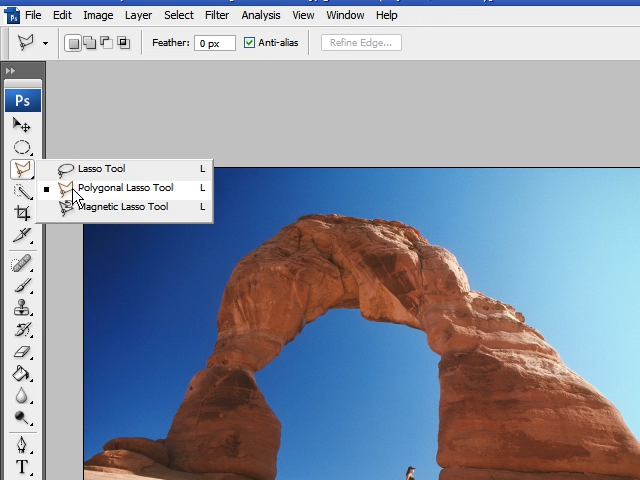 Ps File Edit Image Layer Select Filter Analysis View Window Help
Feather: 0 px Anti-alias Refine Edge...
Ps
Lasso Tool L
Polygonal Lasso Tool L
Magnetic Lasso Tool L
T